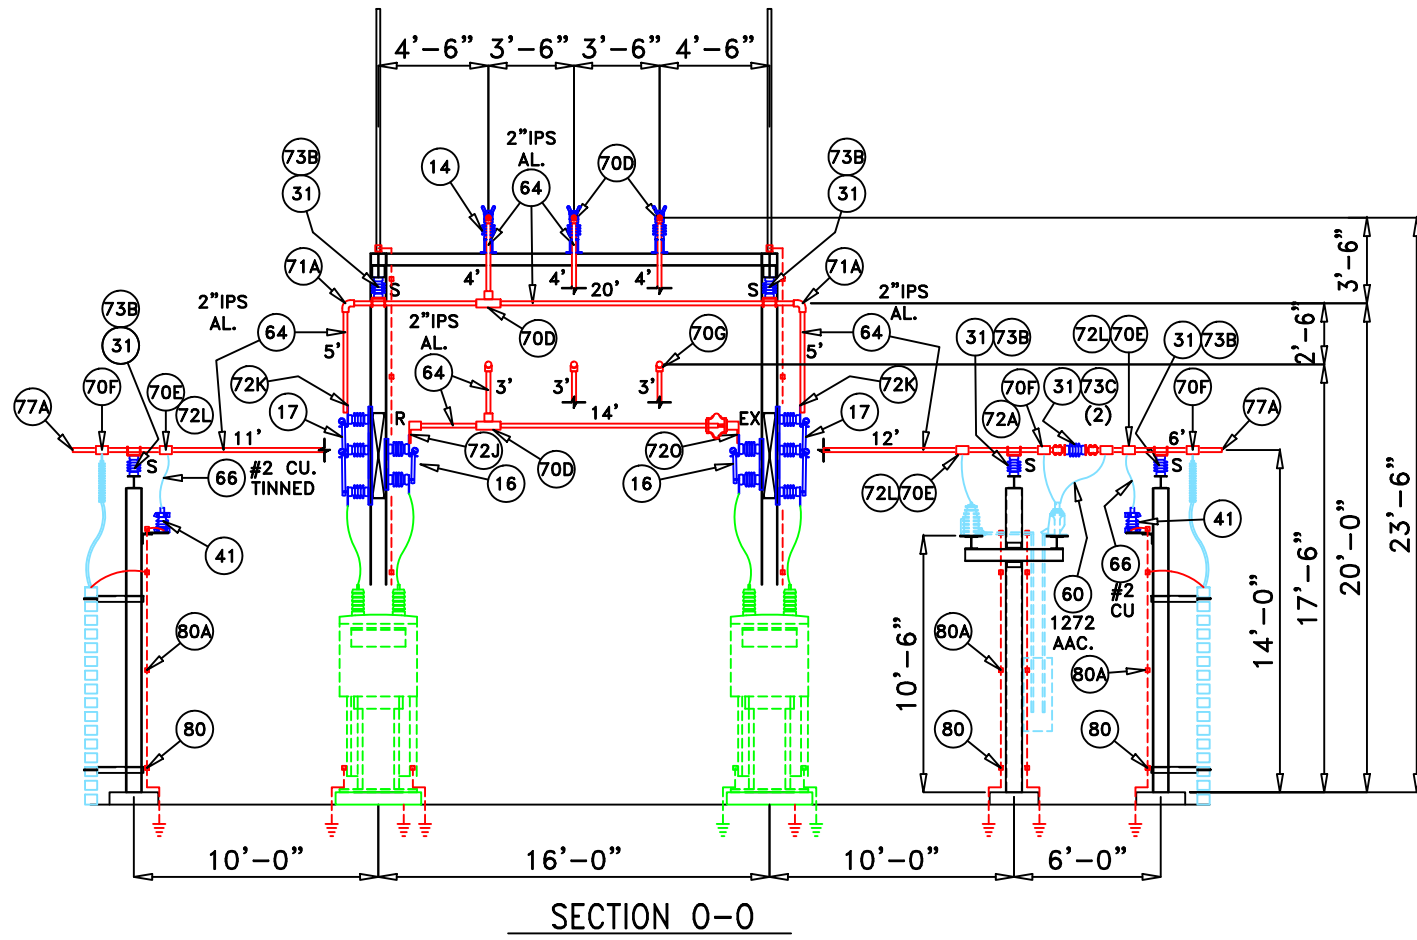 4'-6" 3'-6" 3'-6" 4'-6"
2"IPS
AL.
73B
31
14
64
70D
73B
31
71A
4'
4'
4'
71A
S
20'
S
3'-6"
2"IPS
AL.
2"IPS
AL.
2"IPS
AL.
73B
31
64
5'
70D
70G
5'
64
2'-6"
31 73B
72L 70E
31 73B
64
3'
3'
3'
77A
70F
70E
72L
72K
17
R
14'
EX
72K
17
70F
72A
31 73C
(2)
70F
77A
11'
12'
6'
S
66
#2 CU.
TINNED
72J
16
70D
72O
16
72L 70E
S
S
41
41
66
#2
CU
60
1272
AAC.
10'-6"
14'-0"
17'-6"
20'-0"
23'-6"
80A
80A
80A
80
80
80
10'-0" 16'-0" 10'-0" 6'-0"
SECTION O-O